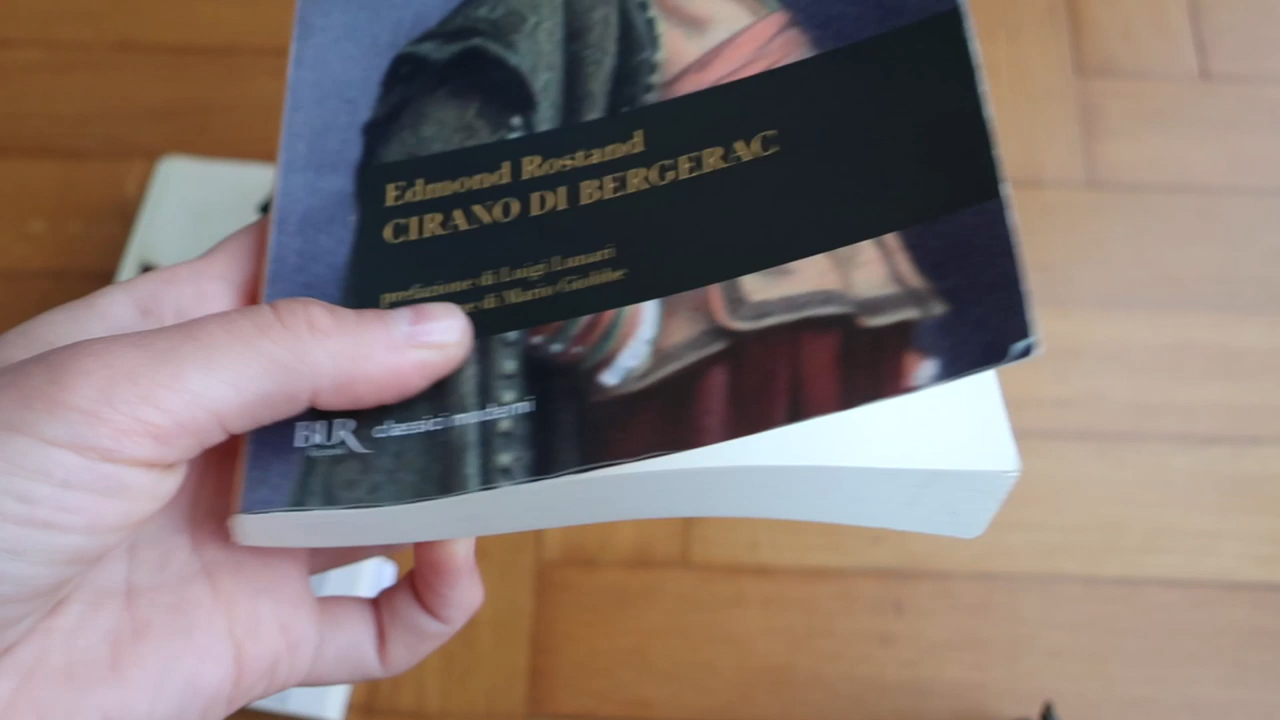 Edmond Rostand
CIRANO DI BERGERAC
prefazione di Luigi Lunari
di Mario Giobbe
BUR
classici moderni